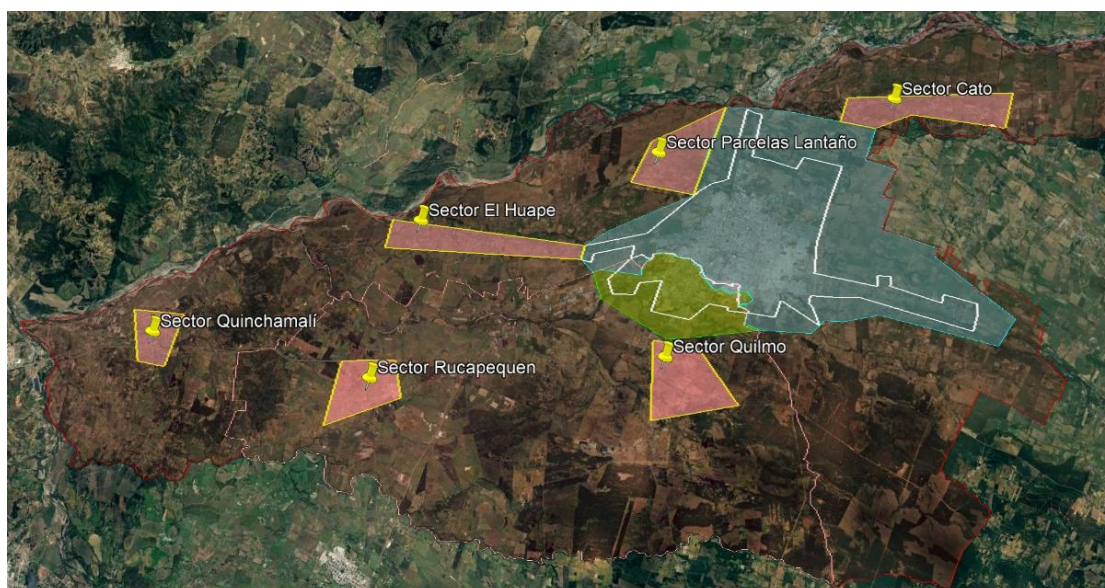 Sector Cato
Sector Parcelas Lantaño
Sector El Huape
Sector Quinchamalí
Sector Quilmo
Sector Rucapequen